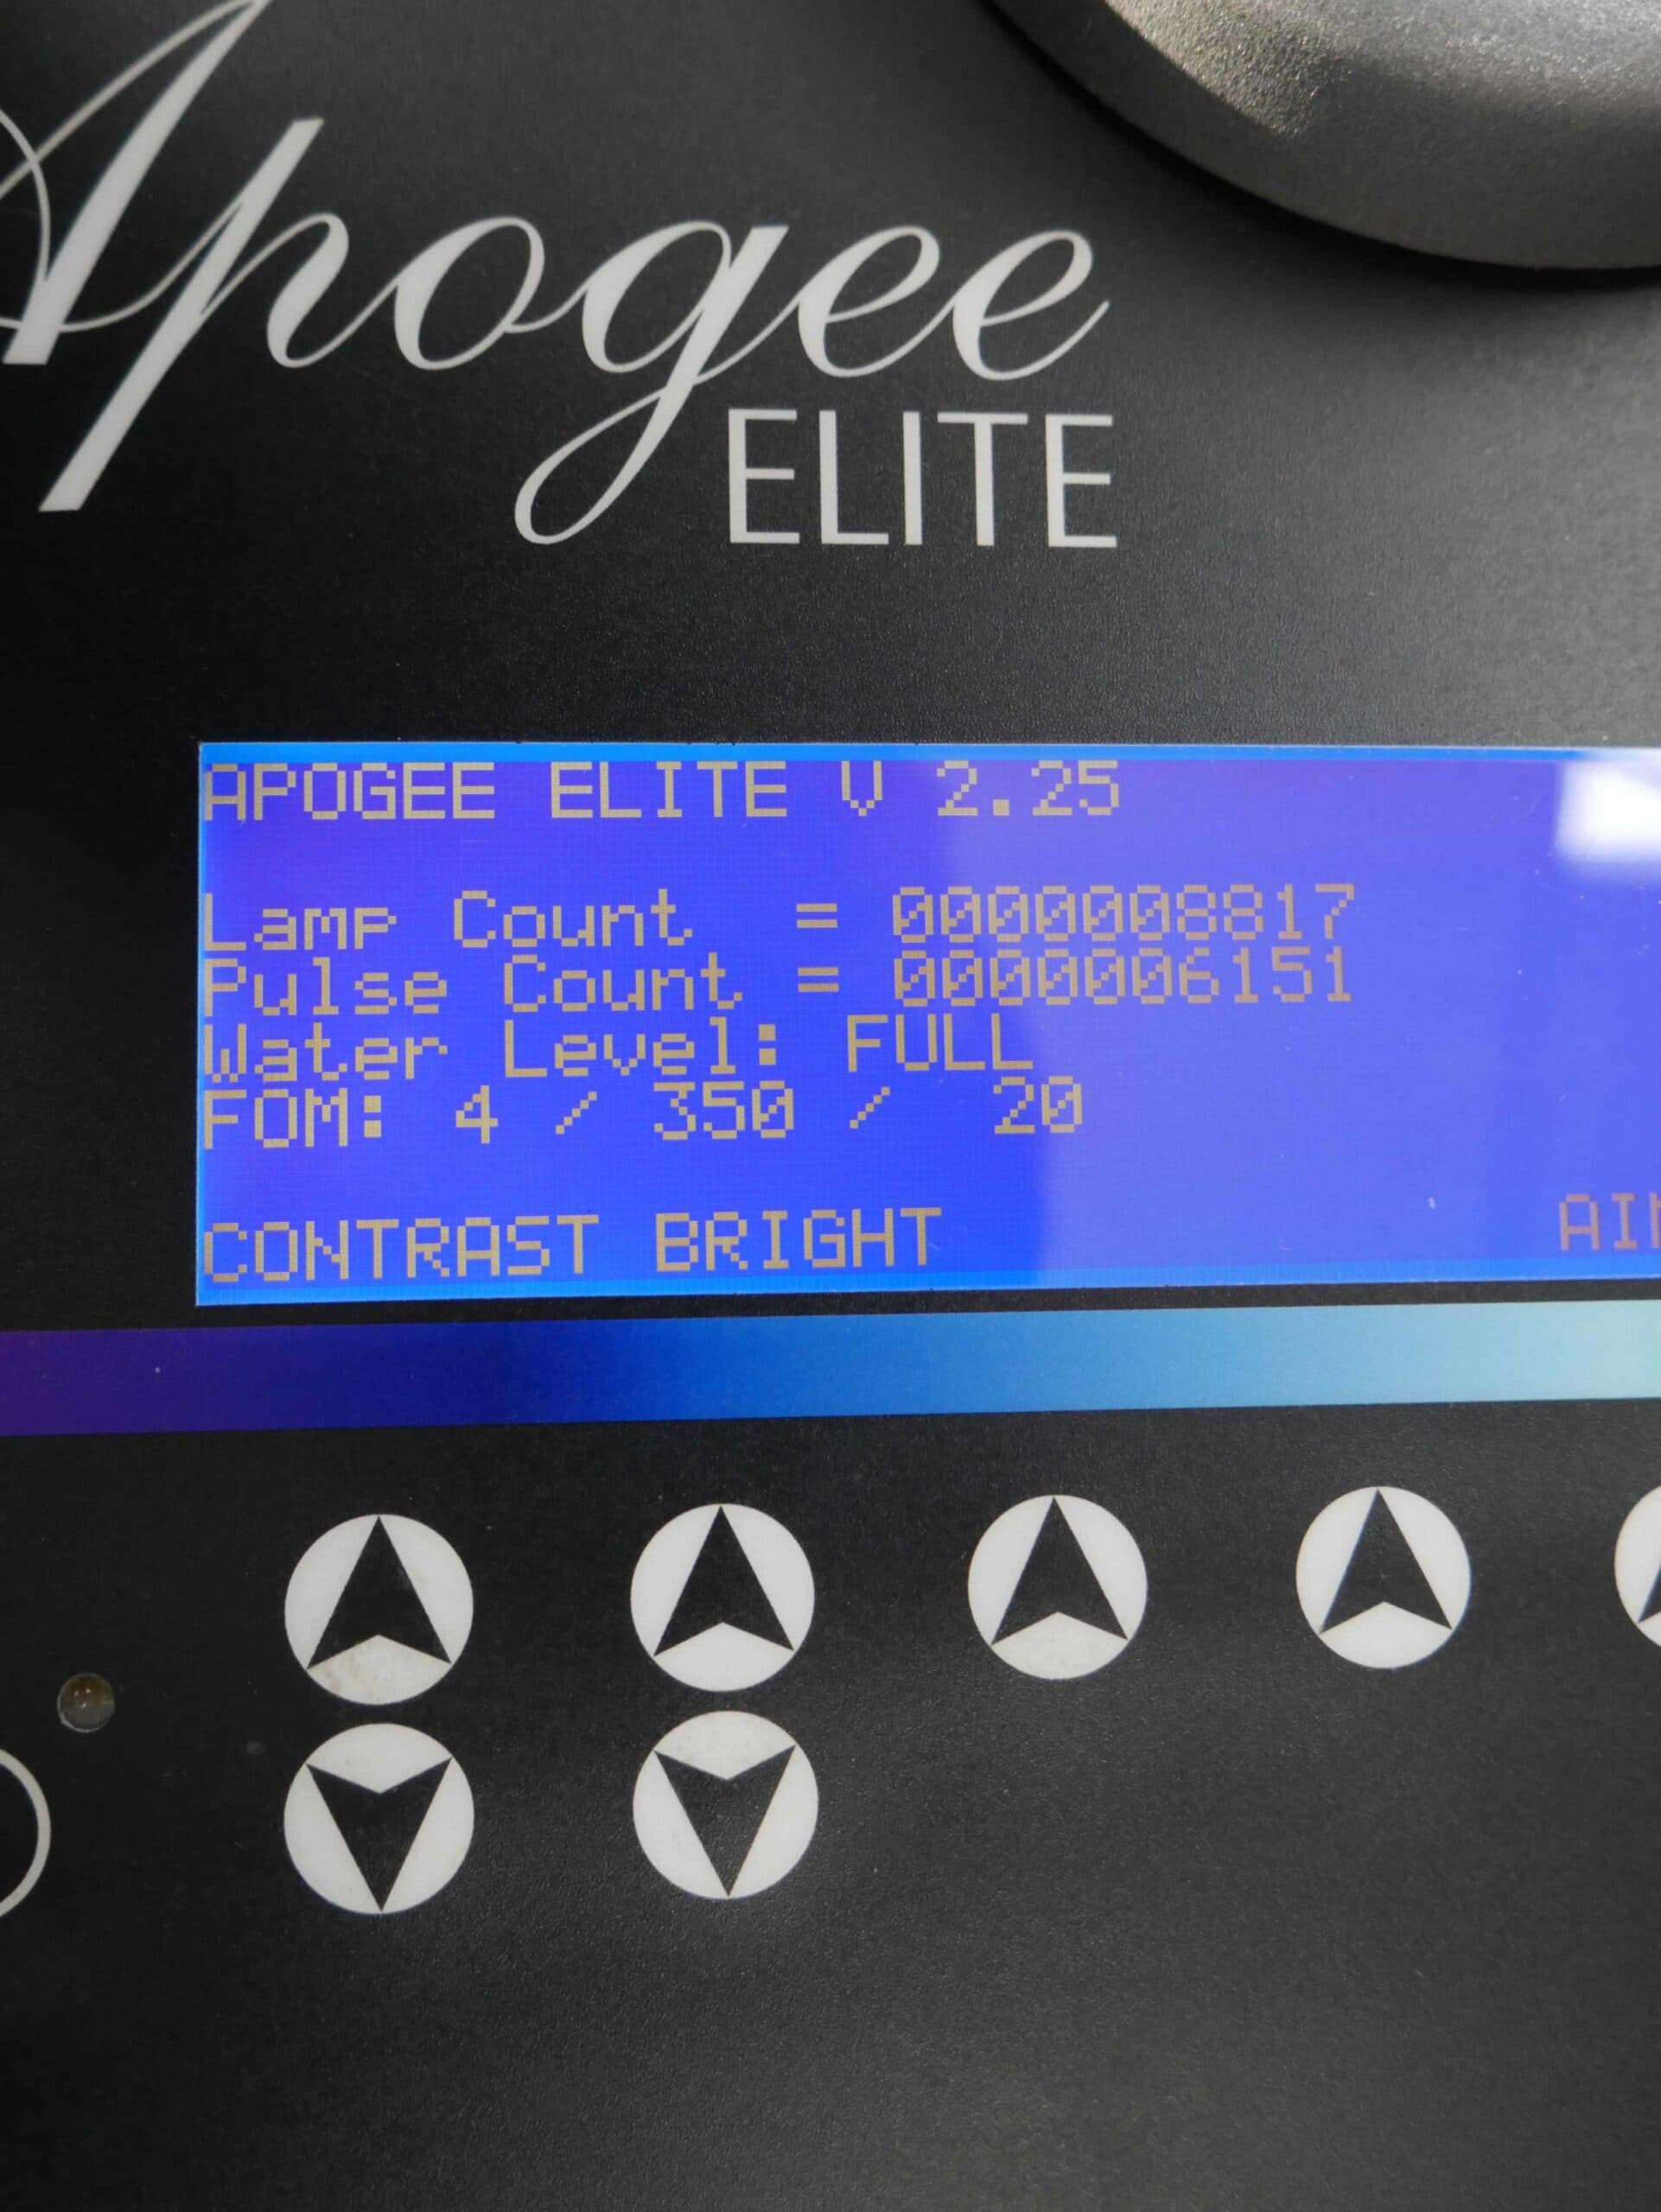 Apogee
ELITE
APOGEE ELITE V 2.25
Lamp Count = 0000008817
Pulse Count = 0000006151
Water Level: FULL
FOM: 4 / 350 / 20
CONTRAST BRIGHT